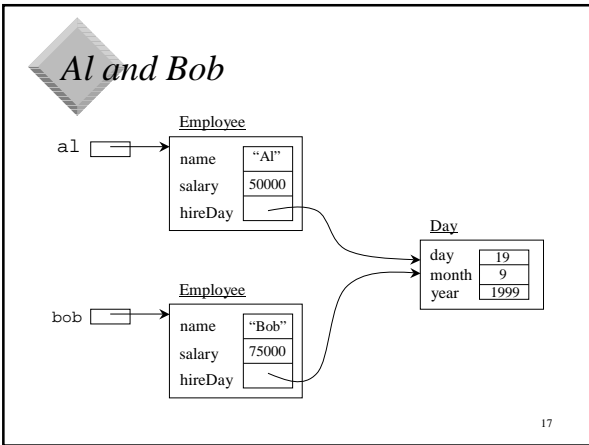 Al and Bob
Employee
al
name “Al”
salary 50000
hireDay
Day
day 19
month 9
year 1999
Employee
bob
name “Bob”
salary 75000
hireDay
17